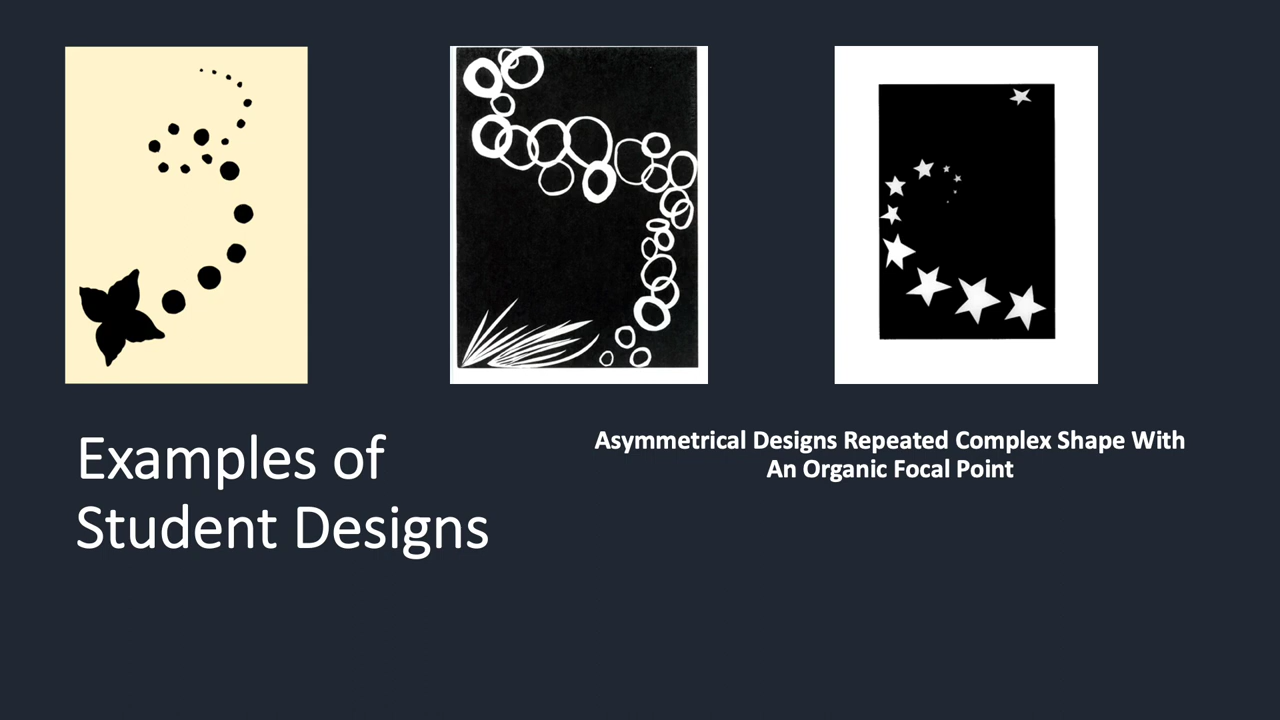 Examples of
Student Designs
Asymmetrical Designs Repeated Complex Shape With
An Organic Focal Point